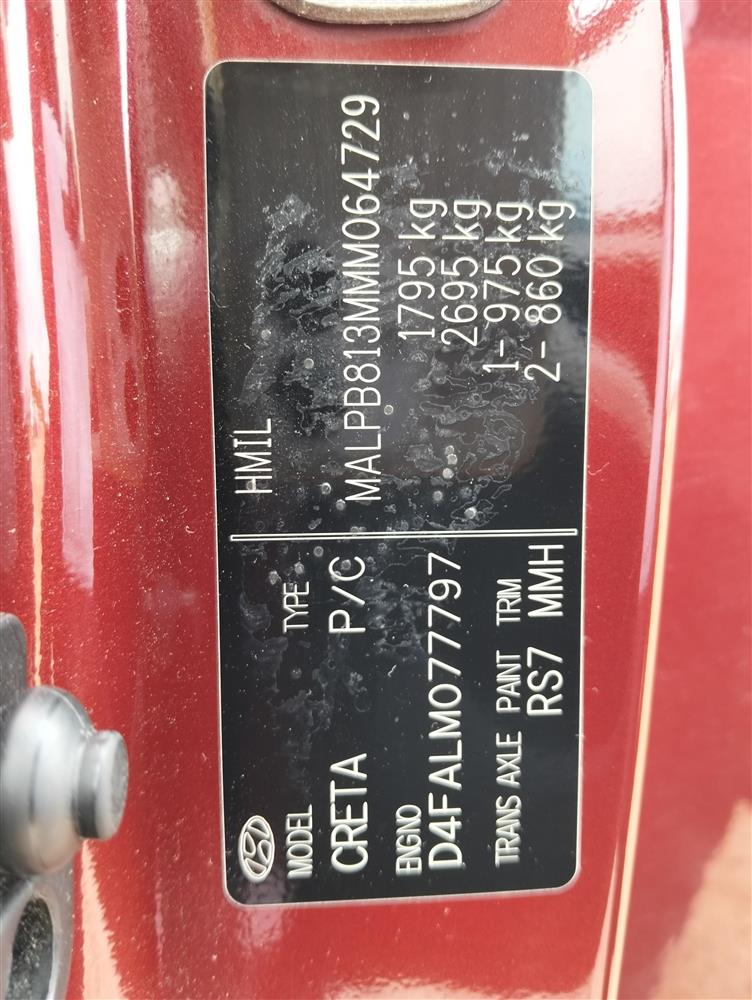 MODEL TYPE
CRETA P/C
ENGNO
D4FALM077797
TRANS AXLE PAINT TRIM
RS7 MMH
HMIL
MALPB813MMM064729
1795 kg
2695 kg
1- 975 kg
2- 860 kg